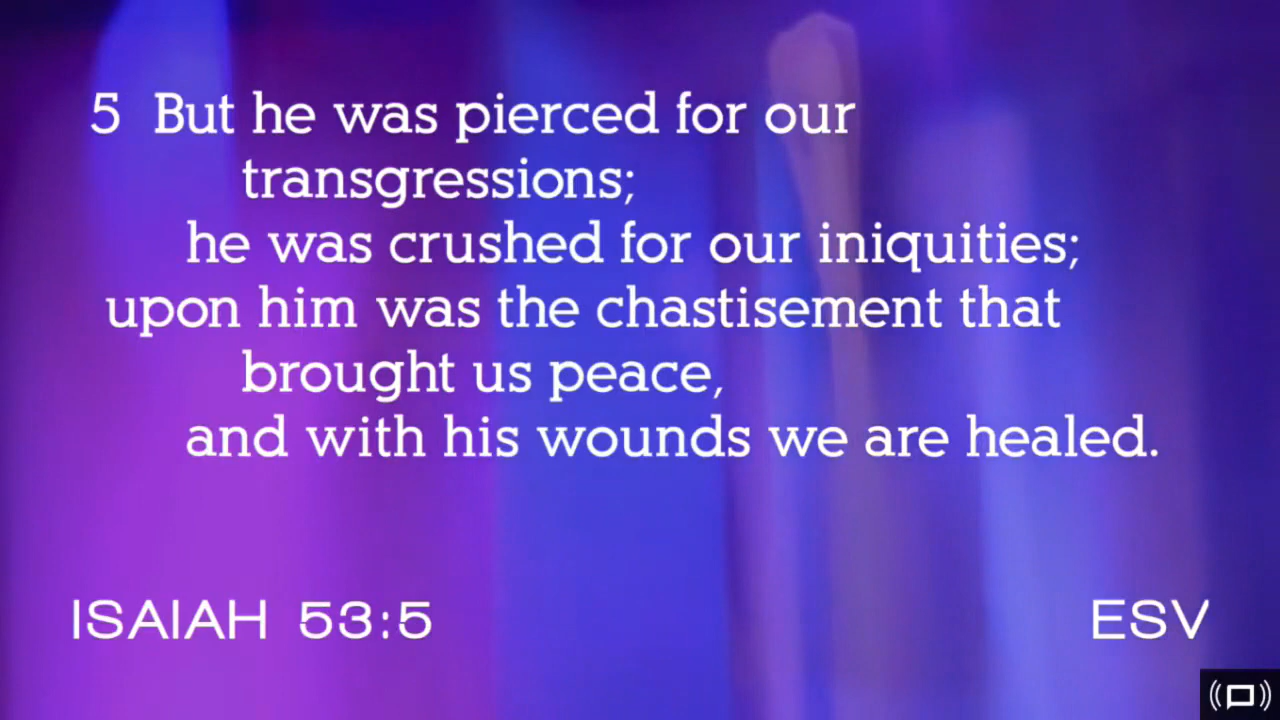 5 But he was pierced for our
transgressions;
he was crushed for our iniquities;
upon him was the chastisement that
brought us peace,
and with his wounds we are healed.
ISAIAH 53:5
ESV